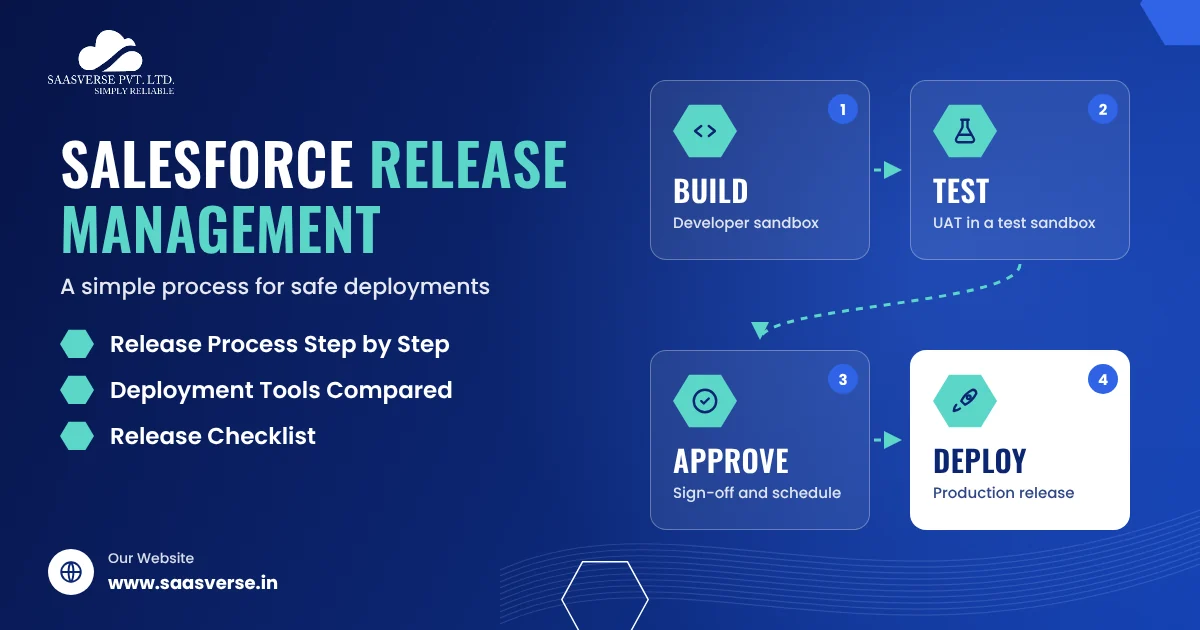 SAASVERSE PVT. LTD.
SIMPLY RELIABLE
SALESFORCE RELEASE
MANAGEMENT
A simple process for safe deployments
Release Process Step by Step
Deployment Tools Compared
Release Checklist
Our Website
www.saasverse.in
1
BUILD
Developer sandbox
2
TEST
UAT in a test sandbox
3
APPROVE
Sign-off and schedule
4
DEPLOY
Production release